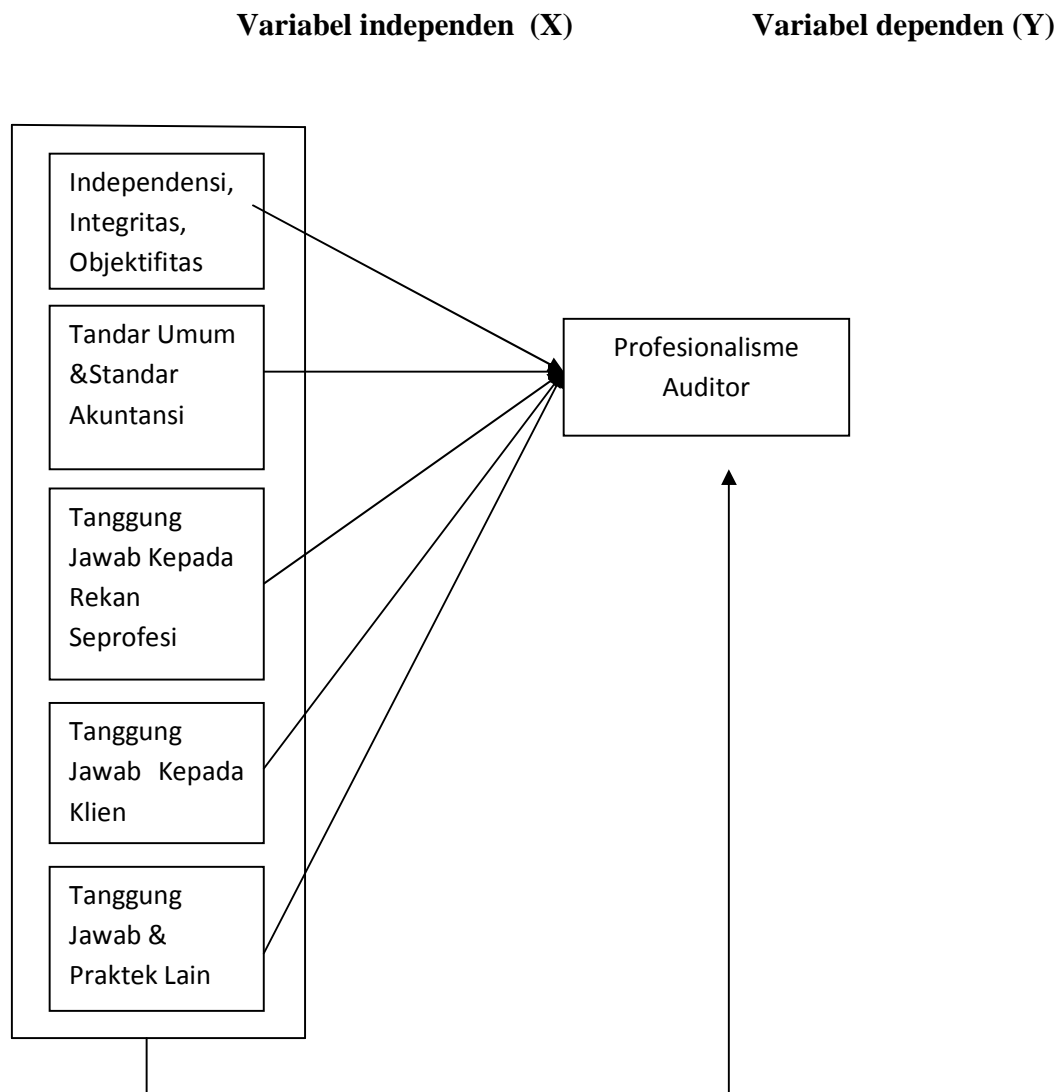 Variabel independen (X) Variabel dependen (Y)
Independensi,
Integritas,
Objektifitas
Tandar Umum
&Standar
Akuntansi
Tanggung
Jawab Kepada
Rekan
Seprofesi
Tanggung
Jawab Kepada
Klien
Tanggung
Jawab &
Praktek Lain
Profesionalisme
Auditor